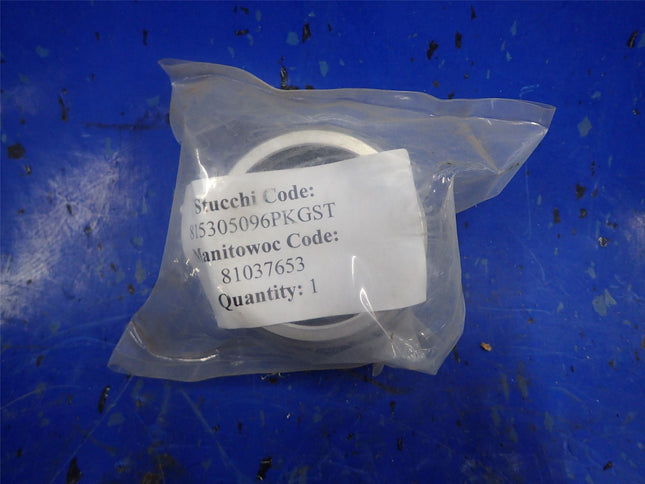 Stucchi Code:
815305096PKGST
Manitowoc Code:
81037653
Quantity: 1